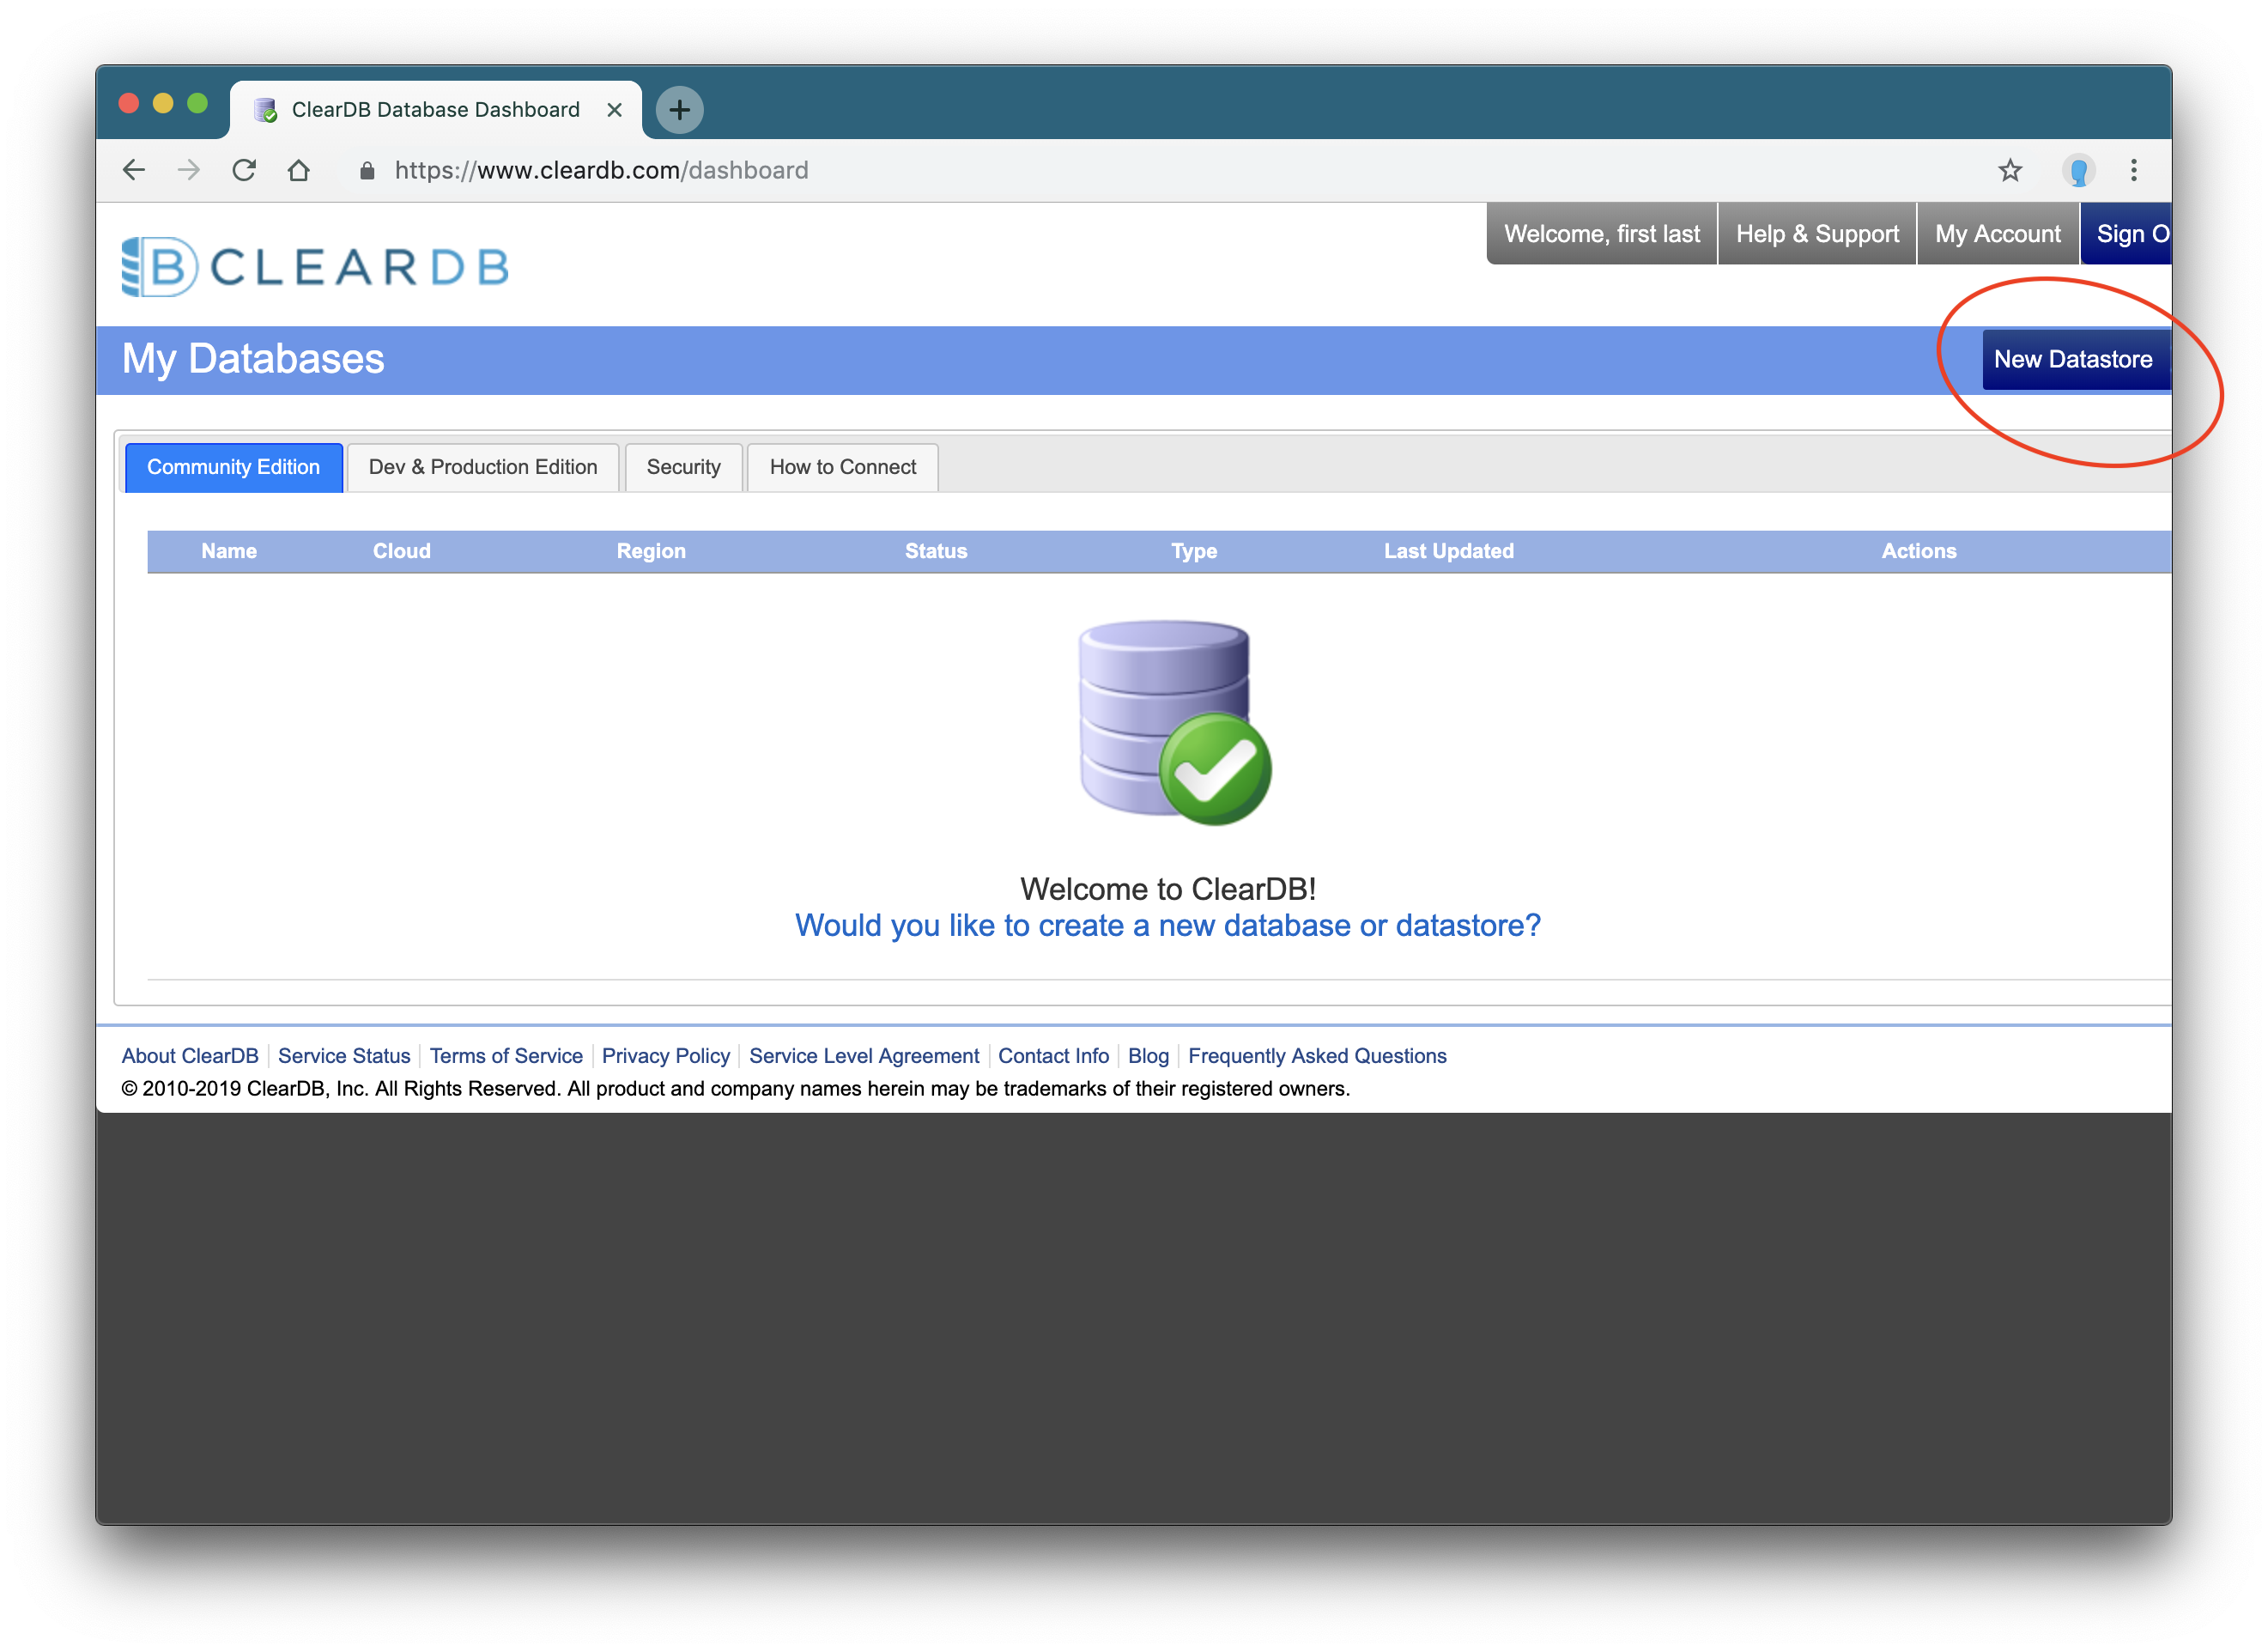 ClearDB Database Dashboard
https://www.cleardb.com/dashboard
Welcome, first last Help & Support My Account Sign O
CLEARDB
My Databases New Datastore
Community Edition Dev & Production Edition Security How to Connect
Name Cloud Region Status Type Last Updated Actions
Welcome to ClearDB!
Would you like to create a new database or datastore?
About ClearDB Service Status Terms of Service Privacy Policy Service Level Agreement Contact Info Blog Frequently Asked Questions
© 2010-2019 ClearDB, Inc. All Rights Reserved. All product and company names herein may be trademarks of their registered owners.